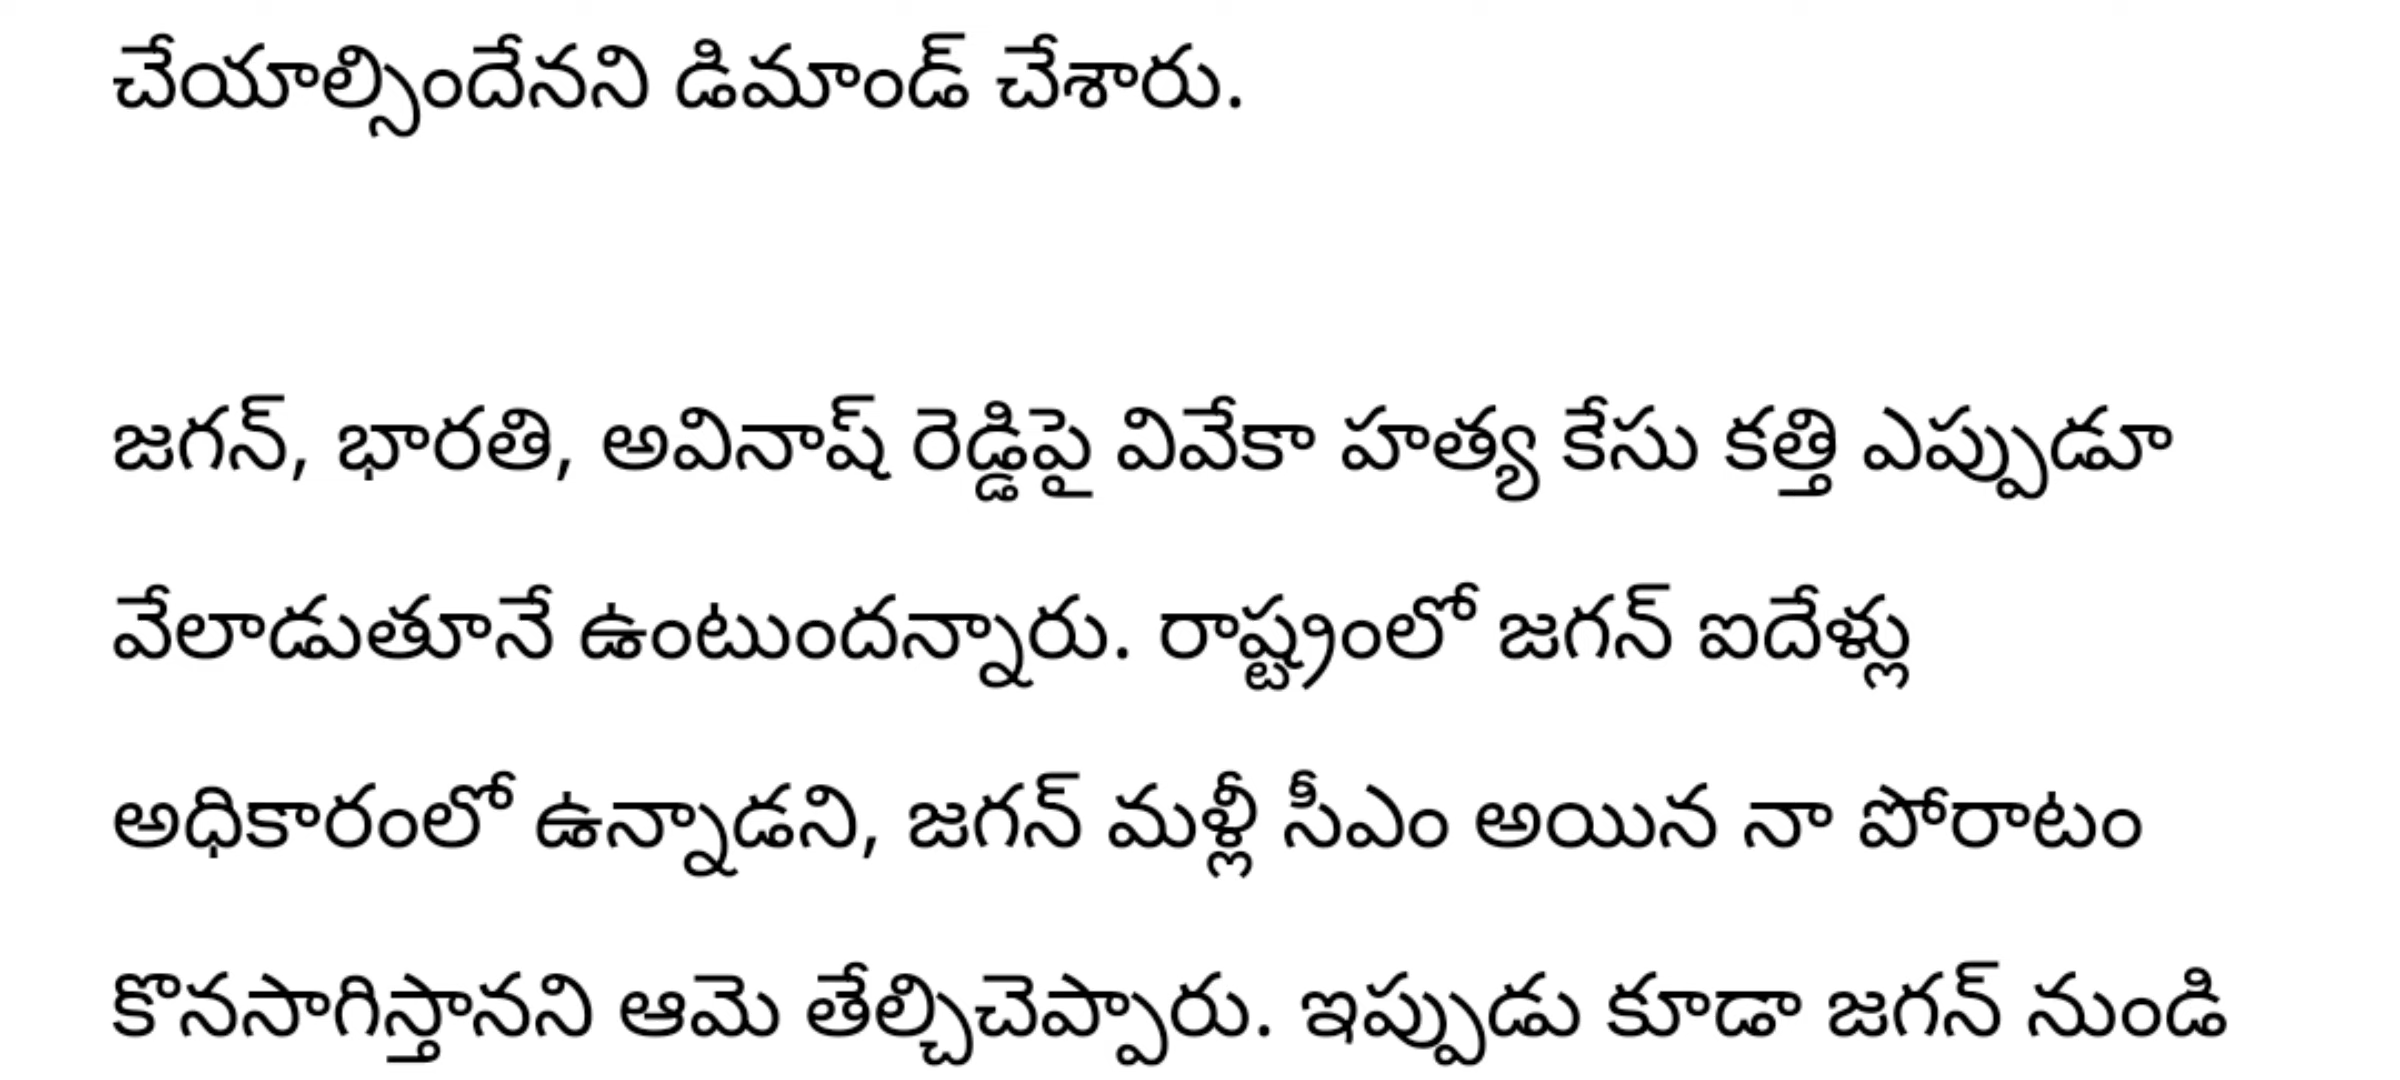 చేయాల్సిందేనని డిమాండ్ చేశారు.
జగన్, భారతి, అవినాష్ రెడ్డిపై వివేకా హత్య కేసు కత్తి ఎప్పుడూ
వేలాడుతూనే ఉంటుందన్నారు. రాష్ట్రంలో జగన్ ఐదేళ్లు
అధికారంలో ఉన్నాడని, జగన్ మళ్లీ సీఎం అయిన నా పోరాటం
కొనసాగిస్తానని ఆమె తేల్చిచెప్పారు. ఇప్పుడు కూడా జగన్ నుండి